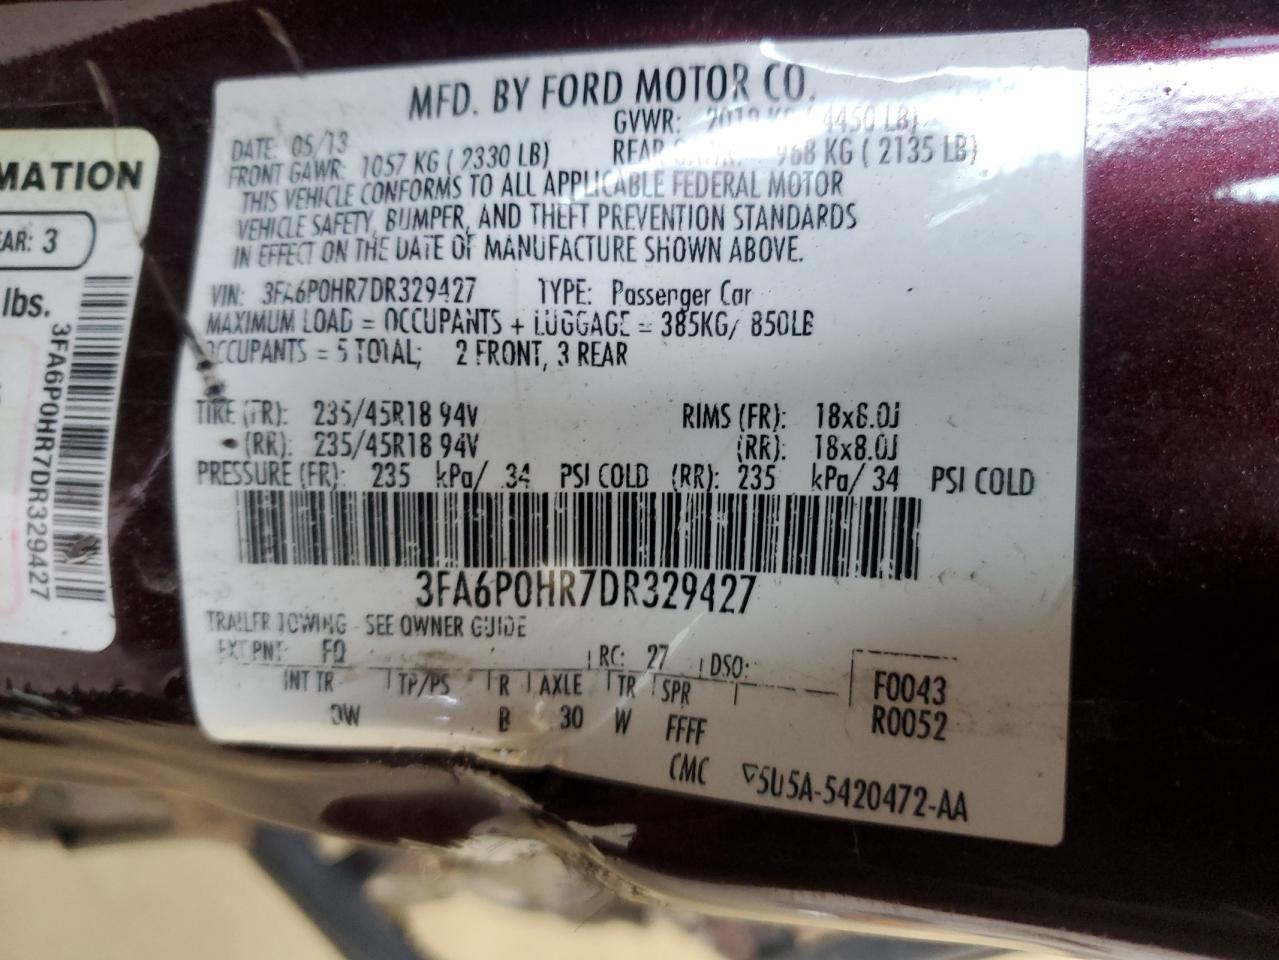 MATION
EAR: 3
lbs.
3FA6P0HR7DR329427
MFD. BY FORD MOTOR CO.
DATE: 05/13
GVWR: 2019 KG ( 4450 LB)
FRONT GAWR: 1057 KG ( 2330 LB)
REAR GAWR: 968 KG ( 2135 LB)
THIS VEHICLE CONFORMS TO ALL APPLICABLE FEDERAL MOTOR
VEHICLE SAFETY, BUMPER, AND THEFT PREVENTION STANDARDS
IN EFFECT ON THE DATE OF MANUFACTURE SHOWN ABOVE.
VIN: 3FA6P0HR7DR329427 TYPE: Passenger Car
MAXIMUM LOAD = OCCUPANTS + LUGGAGE = 385KG/ 850LB
OCCUPANTS = 5 TOTAL; 2 FRONT, 3 REAR
TIRE (FR): 235/45R18 94V RIMS (FR): 18x8.0J
(RR): 235/45R18 94V (RR): 18x8.0J
PRESSURE (FR): 235 kPa/ 34 PSI COLD (RR): 235 kPa/ 34 PSI COLD
3FA6P0HR7DR329427
TRAILER TOWING - SEE OWNER GUIDE
EXT PNT: FQ RC: 27 DSO:
INT TR TP/PS R AXLE TR SPR
DW B 30 W FFFF
F0043
R0052
CMC 5U5A-5420472-AA